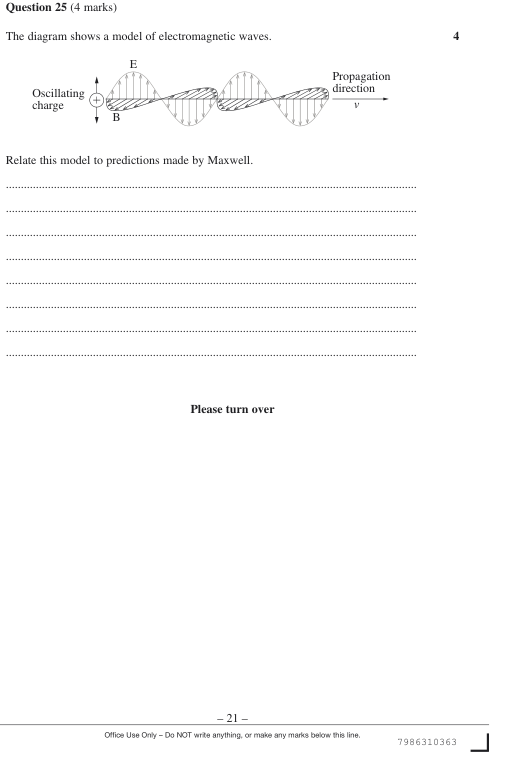 Question 25 (4 marks)
The diagram shows a model of electromagnetic waves.
4
E
Oscillating
charge
+
B
Propagation
direction
v
Relate this model to predictions made by Maxwell.
................................................................................................................................
................................................................................................................................
................................................................................................................................
................................................................................................................................
................................................................................................................................
................................................................................................................................
................................................................................................................................
................................................................................................................................
Please turn over
– 21 –
Office Use Only – Do NOT write anything, or make any marks below this line.
7986310363